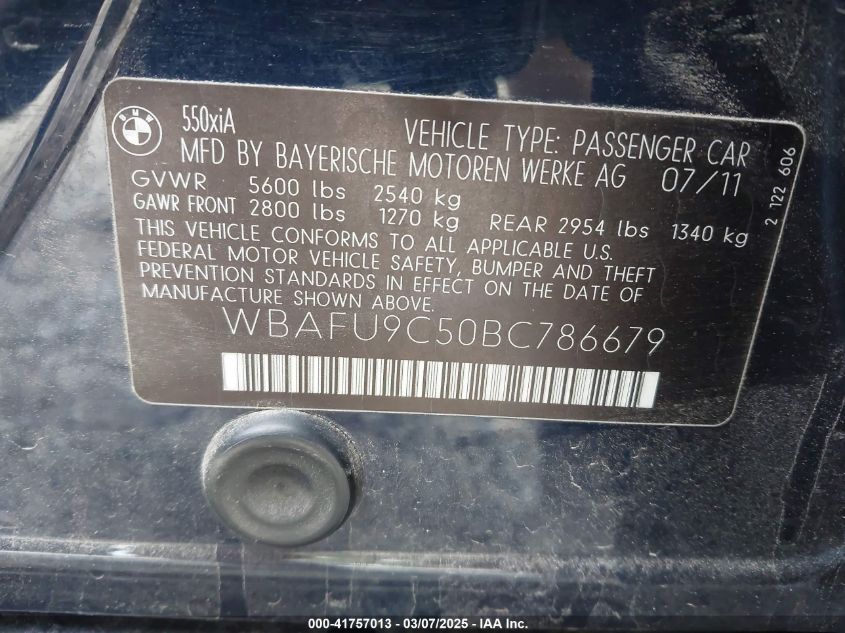 BMW
550xiA
VEHICLE TYPE: PASSENGER CAR
MFD BY BAYERISCHE MOTOREN WERKE AG 07/11
GVWR 5600 lbs 2540 kg
GAWR FRONT 2800 lbs 1270 kg REAR 2954 lbs 1340 kg
THIS VEHICLE CONFORMS TO ALL APPLICABLE U.S.
FEDERAL MOTOR VEHICLE SAFETY, BUMPER AND THEFT
PREVENTION STANDARDS IN EFFECT ON THE DATE OF
MANUFACTURE SHOWN ABOVE.
WBAFU9C50BC786679
2 122 606
000-41757013 - 03/07/2025 - IAAI.com